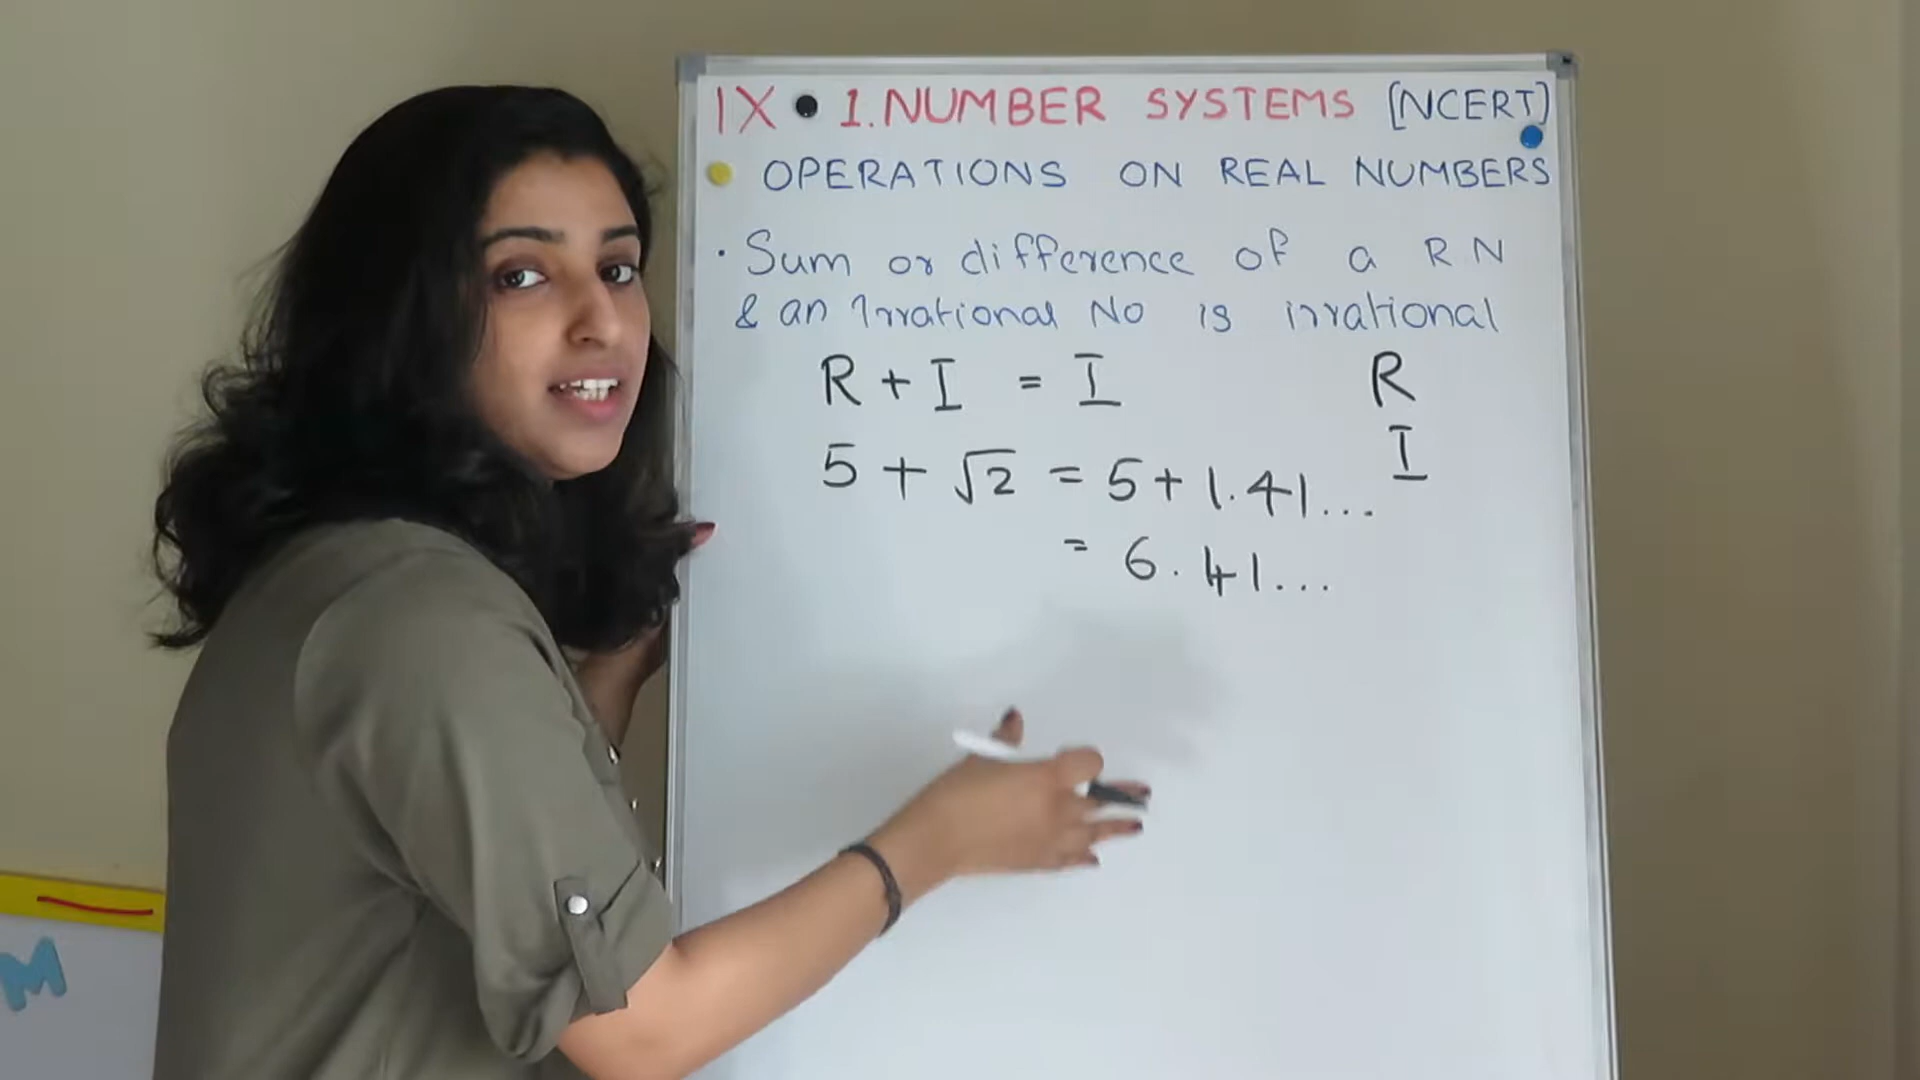 IX • 1. NUMBER SYSTEMS [NCERT]
OPERATIONS ON REAL NUMBERS
· Sum or difference of a R.N
& an Irrational No is irrational
R + I = I
R
I
5 + √2 = 5 + 1.41...
= 6.41...
M